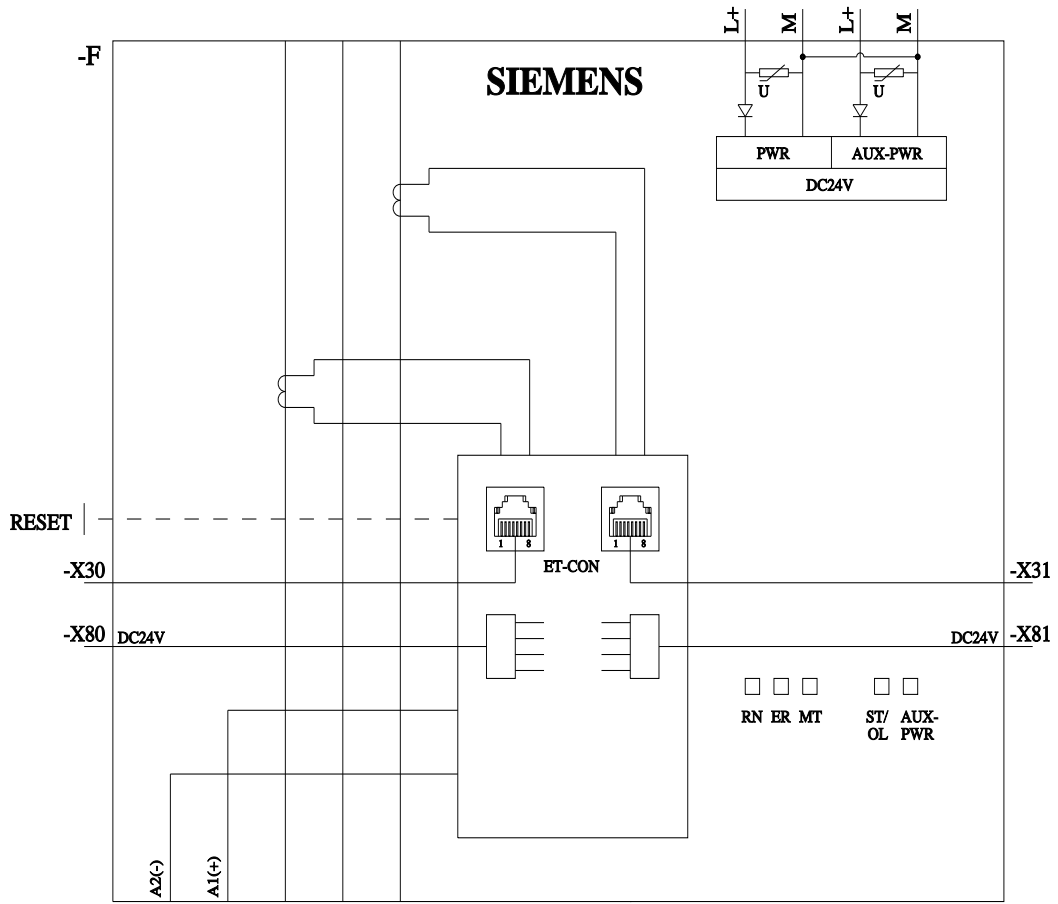 L+ M L+ M
-F
SIEMENS
U U
PWR AUX-PWR
DC24V
RESET
1 8 1 8
ET-CON
-X30 -X31
-X80 DC24V DC24V -X81
RN ER MT ST/ AUX-
OL PWR
A2(-) A1(+)